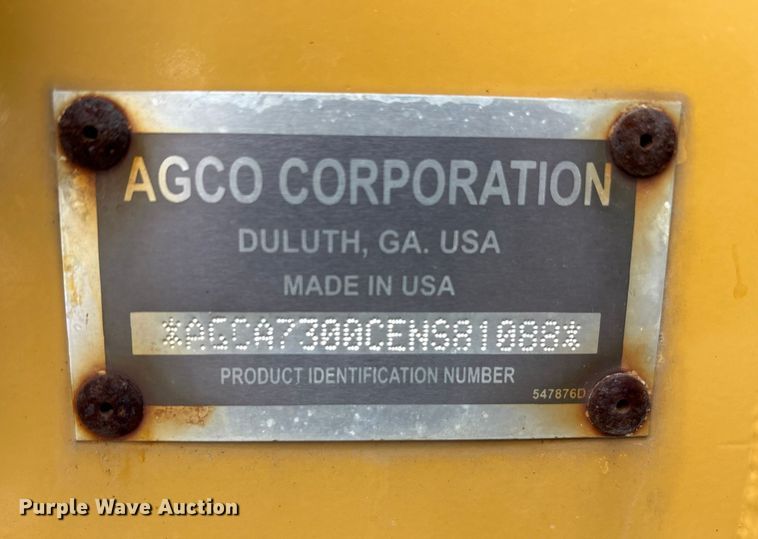 AGCO CORPORATION
DULUTH, GA. USA
MADE IN USA
*AGCA7300CENS81088*
PRODUCT IDENTIFICATION NUMBER
547876D
Purple Wave Auction